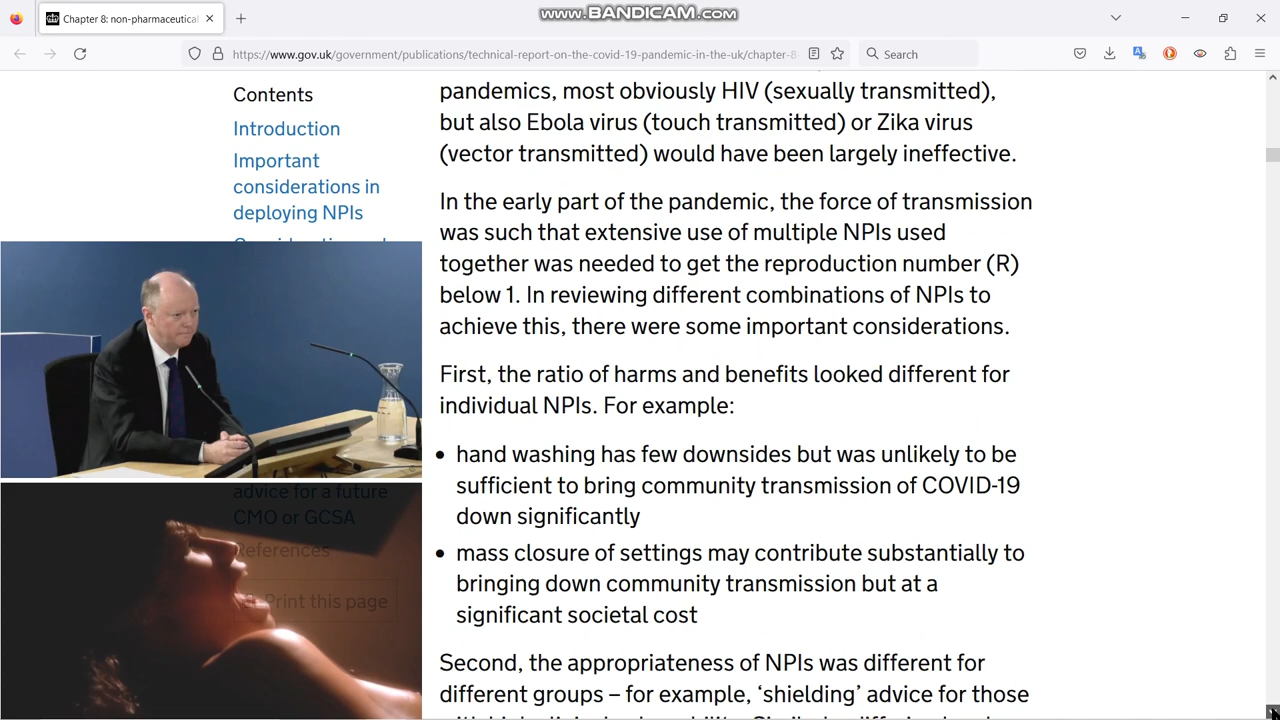 Chapter 8: non-pharmaceutical
www.BANDICAM.com
https://www.gov.uk/government/publications/technical-report-on-the-covid-19-pandemic-in-the-uk/chapter-8
Search
Contents
Introduction
Important
considerations in
deploying NPIs
advice for a future
CMO or GCSA
References
Print this page
pandemics, most obviously HIV (sexually transmitted),
but also Ebola virus (touch transmitted) or Zika virus
(vector transmitted) would have been largely ineffective.
In the early part of the pandemic, the force of transmission
was such that extensive use of multiple NPIs used
together was needed to get the reproduction number (R)
below 1. In reviewing different combinations of NPIs to
achieve this, there were some important considerations.
First, the ratio of harms and benefits looked different for
individual NPIs. For example:
hand washing has few downsides but was unlikely to be
sufficient to bring community transmission of COVID-19
down significantly
mass closure of settings may contribute substantially to
bringing down community transmission but at a
significant societal cost
Second, the appropriateness of NPIs was different for
different groups – for example, ‘shielding’ advice for those